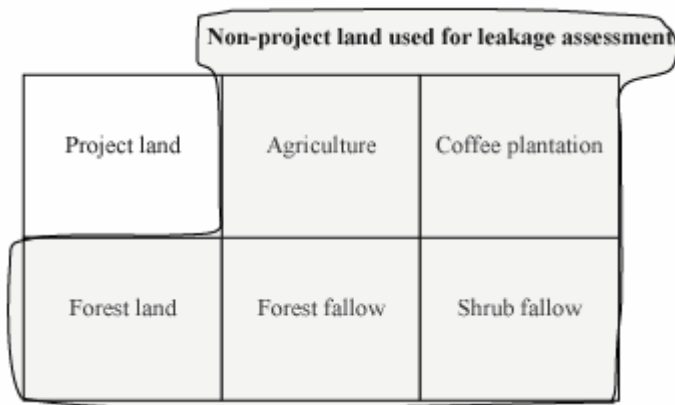 Non-project land used for leakage assessment
Project land
Agriculture
Coffee plantation
Forest land
Forest fallow
Shrub fallow